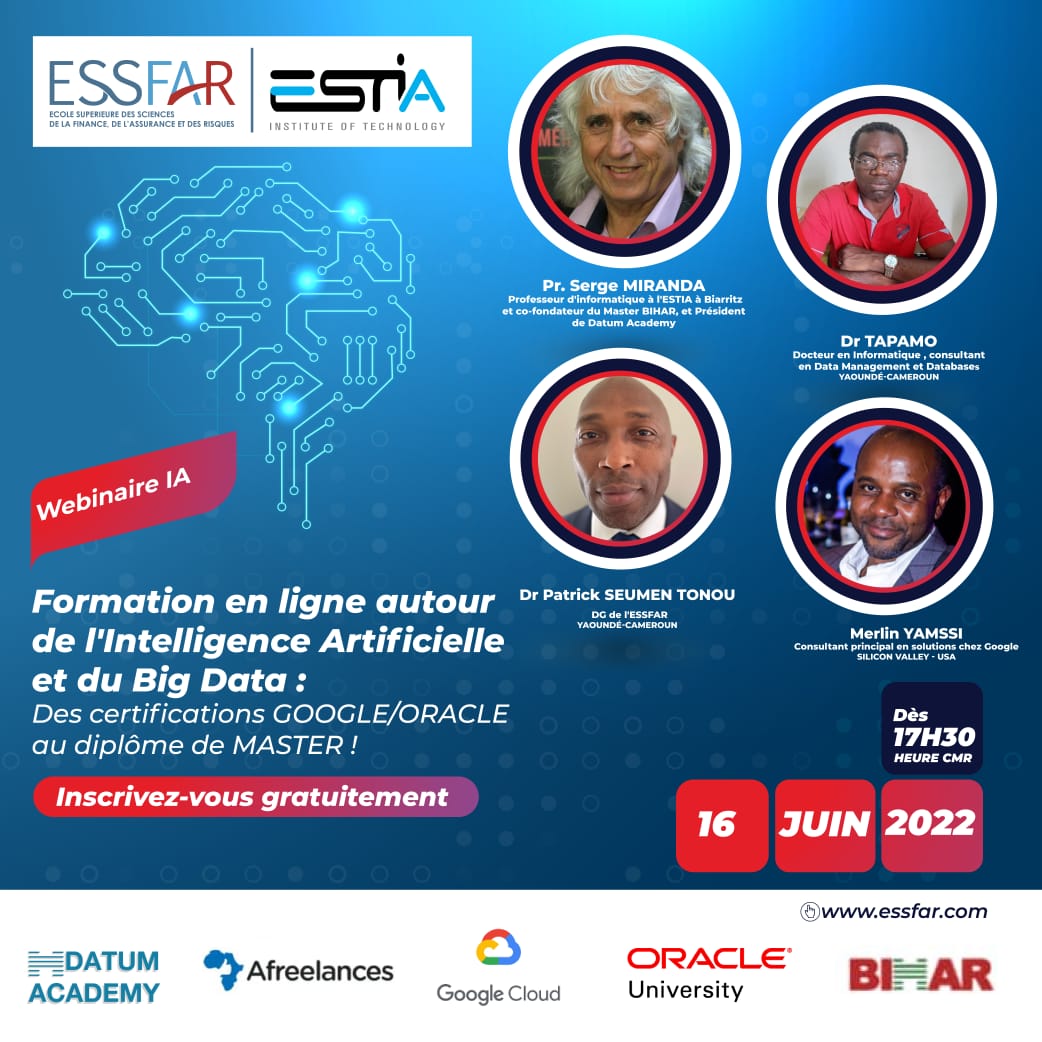 ESSFAR
ECOLE SUPERIEURE DES SCIENCES
DE LA FINANCE, DE L'ASSURANCE ET DES RISQUES
ESTIA
INSTITUTE OF TECHNOLOGY
Pr. Serge MIRANDA
Professeur d'informatique à l'ESTIA à Biarritz
et co-fondateur du Master BIHAR, et Président
de Datum Academy
Dr TAPAMO
Docteur en Informatique , consultant
en Data Management et Databases
YAOUNDÉ-CAMEROUN
Dr Patrick SEUMEN TONOU
DG de l'ESSFAR
YAOUNDÉ-CAMEROUN
Merlin YAMSSI
Consultant principal en solutions chez Google
SILICON VALLEY - USA
Webinaire IA
Formation en ligne autour
de l'Intelligence Artificielle
et du Big Data :
Des certifications GOOGLE/ORACLE
au diplôme de MASTER !
Inscrivez-vous gratuitement
Dès
17H30
HEURE CMR
16 JUIN 2022
www.essfar.com
DATUM
ACADEMY
Afreelances
Google Cloud
ORACLE®
University
BIHAR